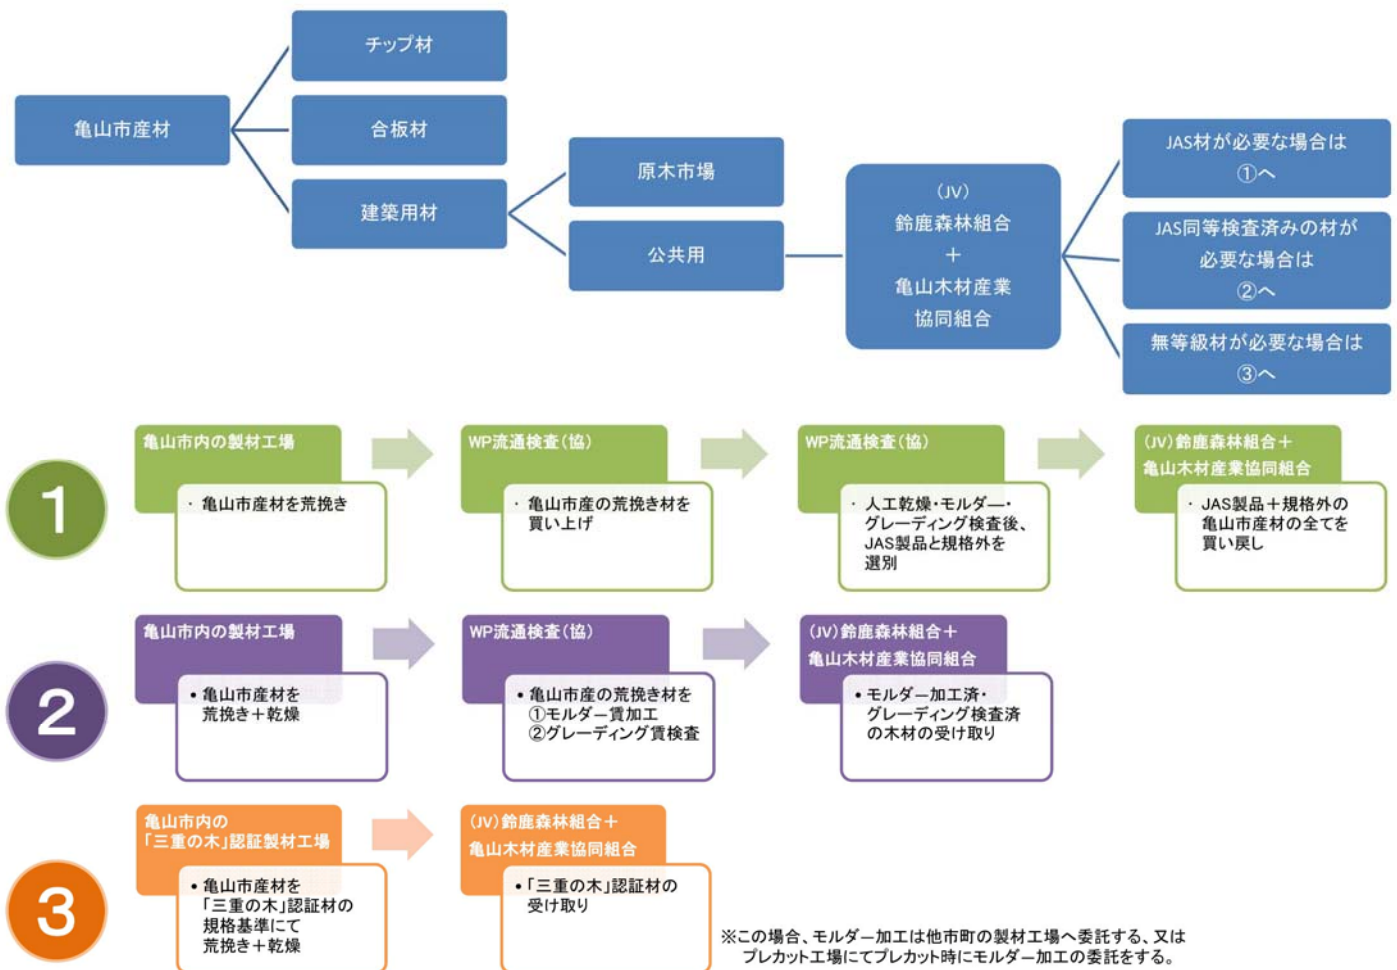 チップ材
亀山市産材
合板材
建築用材
原木市場
公共用
(JV)
鈴鹿森林組合
＋
亀山木材産業
協同組合
JAS材が必要な場合は
①へ
JAS同等検査済みの材が
必要な場合は
②へ
無等級材が必要な場合は
③へ
1
亀山市内の製材工場
・亀山市産材を荒挽き
WP流通検査(協)
・亀山市産の荒挽き材を
買い上げ
WP流通検査(協)
・人工乾燥・モルダー・
グレーディング検査後、
JAS製品と規格外を
選別
(JV)鈴鹿森林組合＋
亀山木材産業協同組合
・JAS製品＋規格外の
亀山市産材の全てを
買い戻し
2
亀山市内の製材工場
•亀山市産材を
荒挽き＋乾燥
WP流通検査(協)
•亀山市産の荒挽き材を
①モルダー賃加工
②グレーディング賃検査
(JV)鈴鹿森林組合＋
亀山木材産業協同組合
•モルダー加工済・
グレーディング検査済
の木材の受け取り
3
亀山市内の
「三重の木」認証製材工場
•亀山市産材を
「三重の木」認証材の
規格基準にて
荒挽き＋乾燥
(JV)鈴鹿森林組合＋
亀山木材産業協同組合
•「三重の木」認証材の
受け取り
※この場合、モルダー加工は他市町の製材工場へ委託する、又は
プレカット工場にてプレカット時にモルダー加工の委託をする。